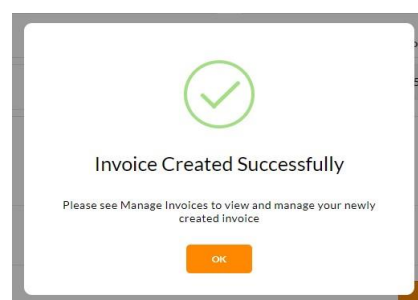 Invoice Created Successfully
Please see Manage Invoices to view and manage your newly
created invoice
OK